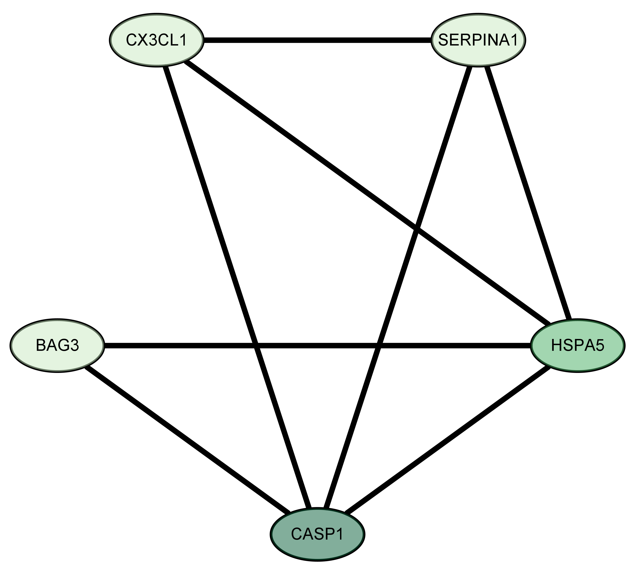 CX3CL1
SERPINA1
BAG3
HSPA5
CASP1